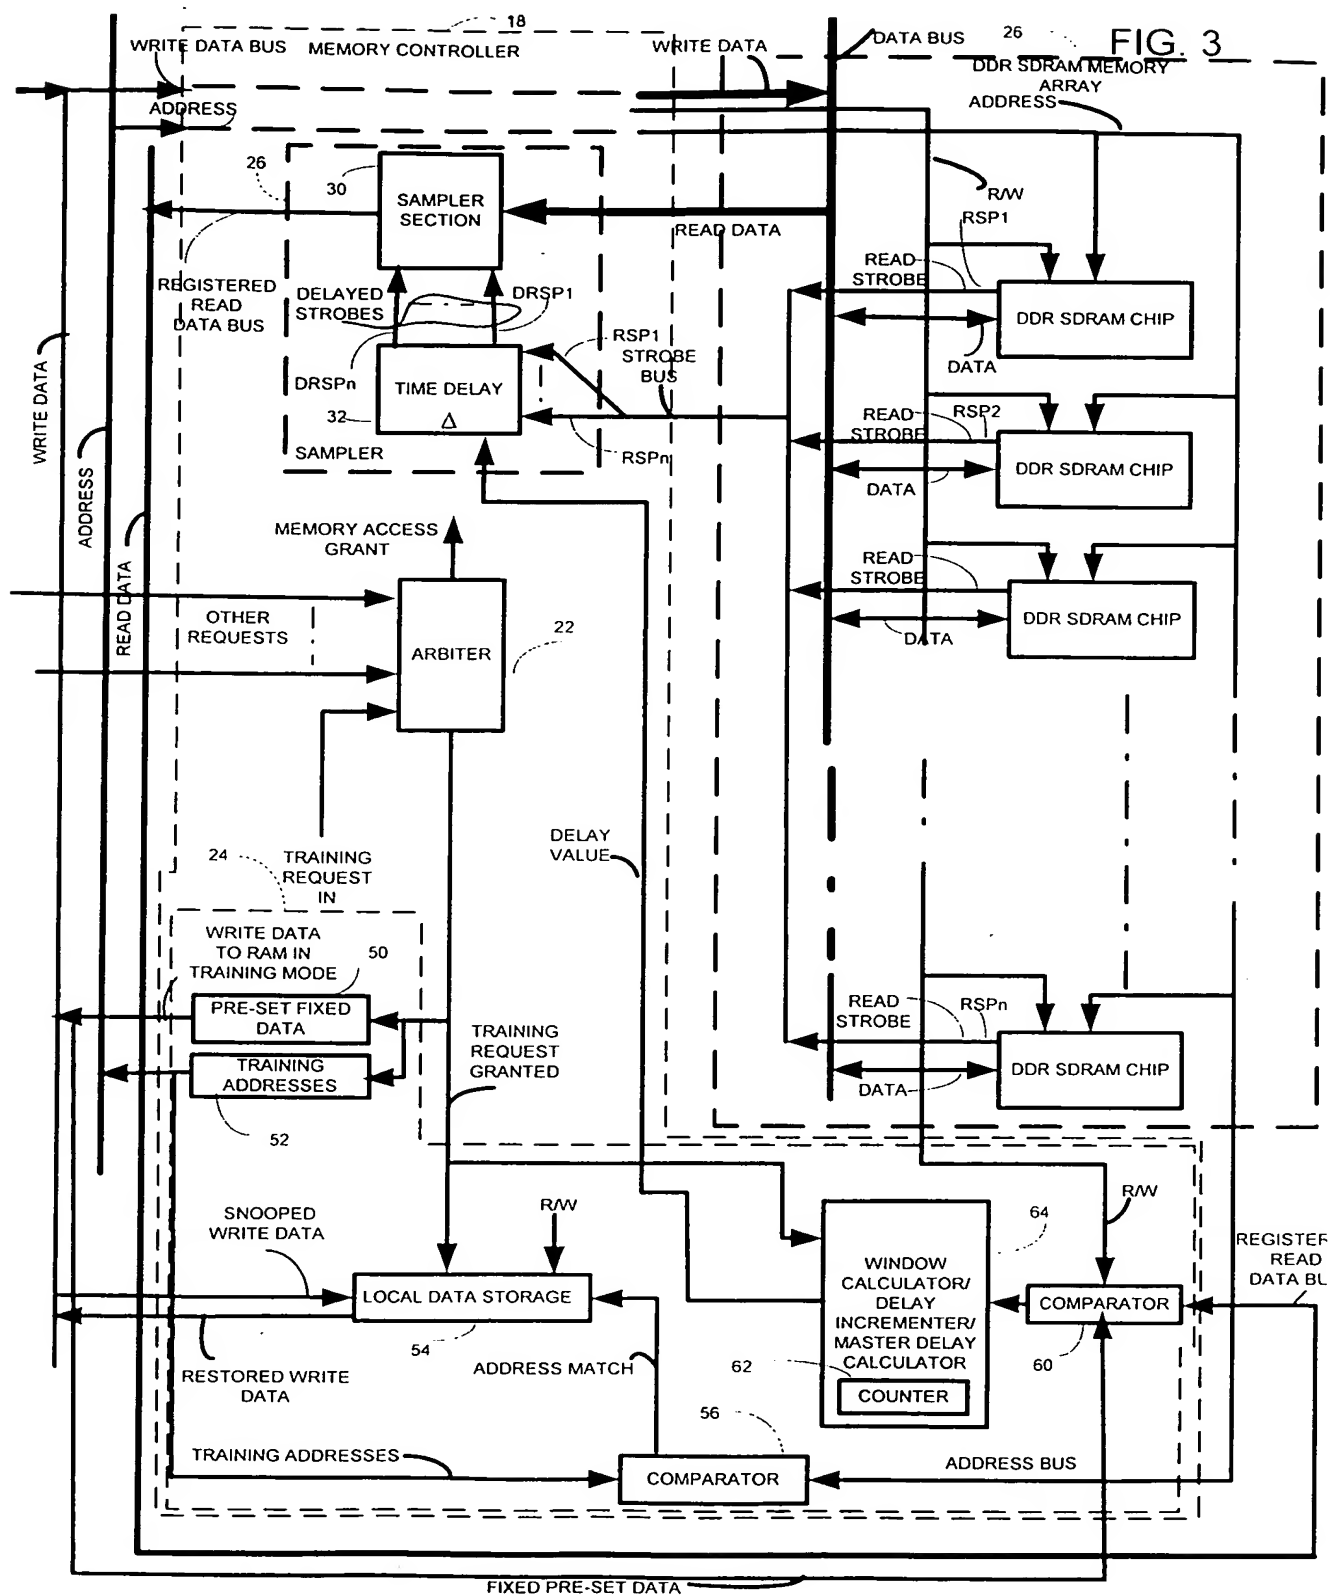 18
26
FIG. 3
WRITE DATA BUS
MEMORY CONTROLLER
WRITE DATA
DATA BUS
DDR SDRAM MEMORY
ARRAY
ADDRESS
ADDRESS
26
30
SAMPLER
SECTION
R/W
RSP1
READ DATA
READ
STROBE
REGISTERED
READ
DATA BUS
DELAYED
STROBES
DRSP1
DDR SDRAM CHIP
RSP1
STROBE
BUS
DATA
DRSPn
TIME DELAY
Δ
32
SAMPLER
RSPn
READ
STROBE
RSP2
DDR SDRAM CHIP
DATA
WRITE DATA
ADDRESS
READ DATA
MEMORY ACCESS
GRANT
READ
STROBE
DDR SDRAM CHIP
DATA
OTHER
REQUESTS
ARBITER
22
DELAY
VALUE
24
TRAINING
REQUEST
IN
WRITE DATA
TO RAM IN
TRAINING MODE
50
PRE-SET FIXED
DATA
TRAINING
ADDRESSES
52
TRAINING
REQUEST
GRANTED
READ
STROBE
RSPn
DDR SDRAM CHIP
DATA
SNOOPED
WRITE DATA
R/W
R/W
64
REGISTER
READ
DATA BU
LOCAL DATA STORAGE
54
WINDOW
CALCULATOR/
DELAY
INCREMENTER/
MASTER DELAY
CALCULATOR
62
COUNTER
COMPARATOR
60
RESTORED WRITE
DATA
ADDRESS MATCH
56
TRAINING ADDRESSES
COMPARATOR
ADDRESS BUS
FIXED PRE-SET DATA